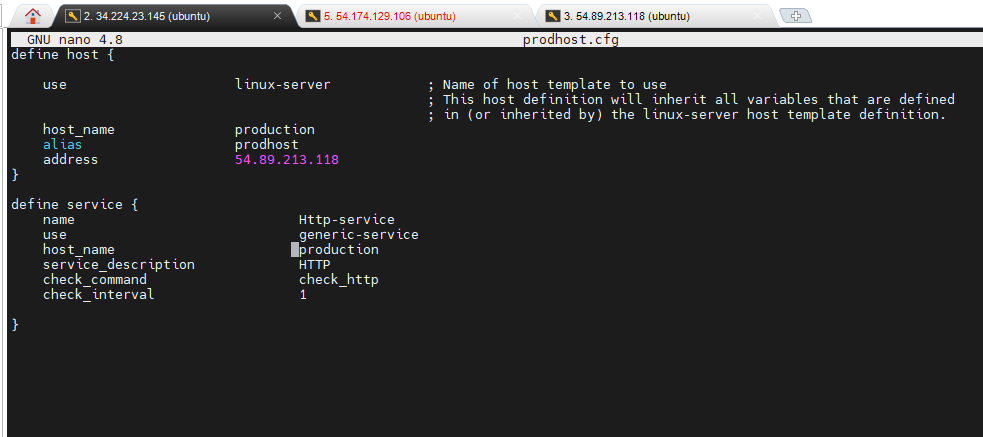 2. 34.224.23.145 (ubuntu)
5. 54.174.129.106 (ubuntu)
3. 54.89.213.118 (ubuntu)
GNU nano 4.8 prodhost.cfg
define host {
use linux-server ; Name of host template to use
; This host definition will inherit all variables that are defined
; in (or inherited by) the linux-server host template definition.
host_name production
alias prodhost
address 54.89.213.118
}
define service {
name Http-service
use generic-service
host_name production
service_description HTTP
check_command check_http
check_interval 1
}